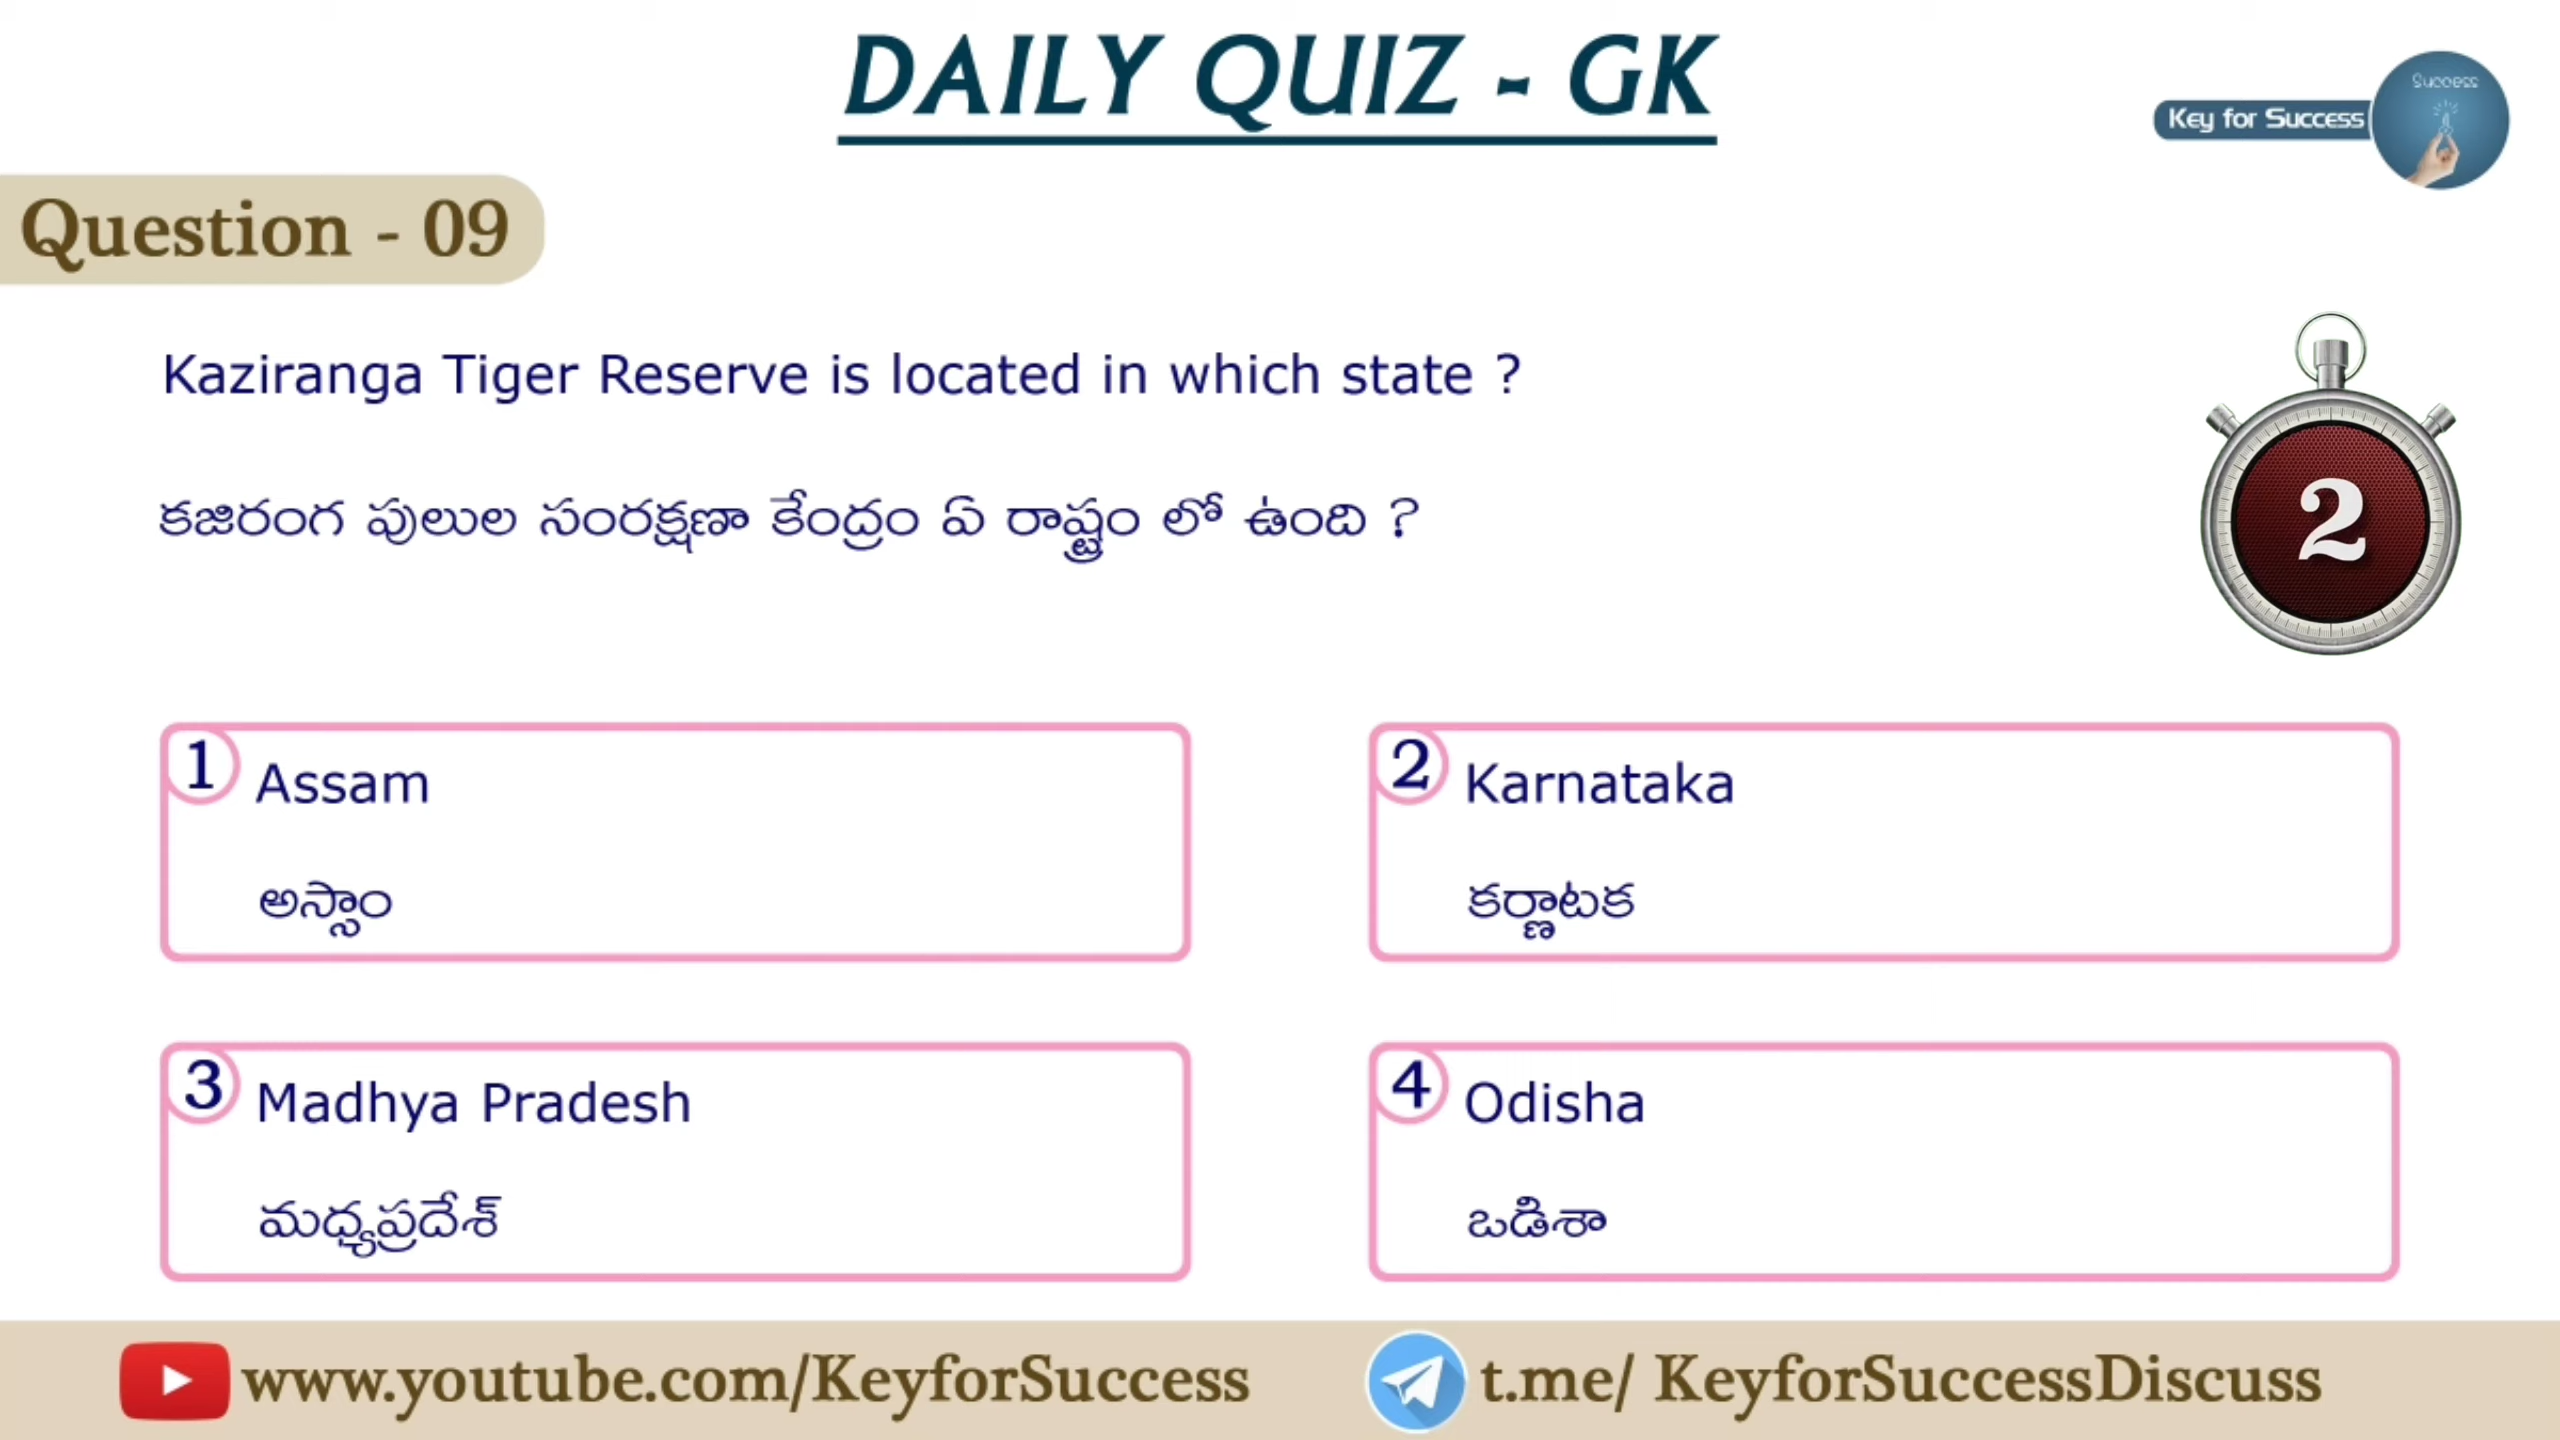 DAILY QUIZ - GK
Success
Key for Success
Question - 09
Kaziranga Tiger Reserve is located in which state ?
కజిరంగ పులుల సంరక్షణా కేంద్రం ఏ రాష్ట్రం లో ఉంది ?
2
1 Assam
అస్సాం
2 Karnataka
కర్ణాటక
3 Madhya Pradesh
మధ్యప్రదేశ్
4 Odisha
ఒడిశా
www.youtube.com/KeyforSuccess
t.me/ KeyforSuccessDiscuss